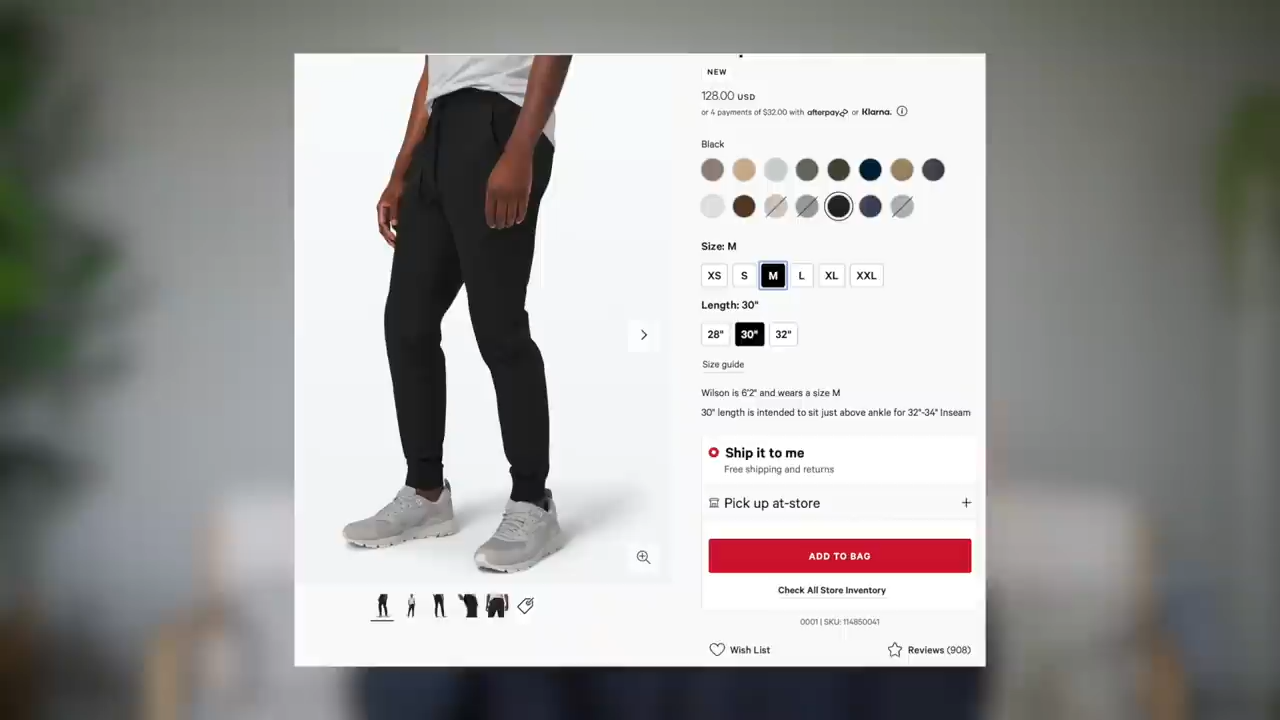 NEW
128.00 USD
or 4 payments of $32.00 with afterpay or Klarna.
Black
Size: M
XS S M L XL XXL
Length: 30"
28" 30" 32"
Size guide
Wilson is 6'2" and wears a size M
30" length is intended to sit just above ankle for 32"-34" Inseam
Ship it to me
Free shipping and returns
Pick up at-store
ADD TO BAG
Check All Store Inventory
0001 | SKU: 114850041
Wish List
Reviews (908)